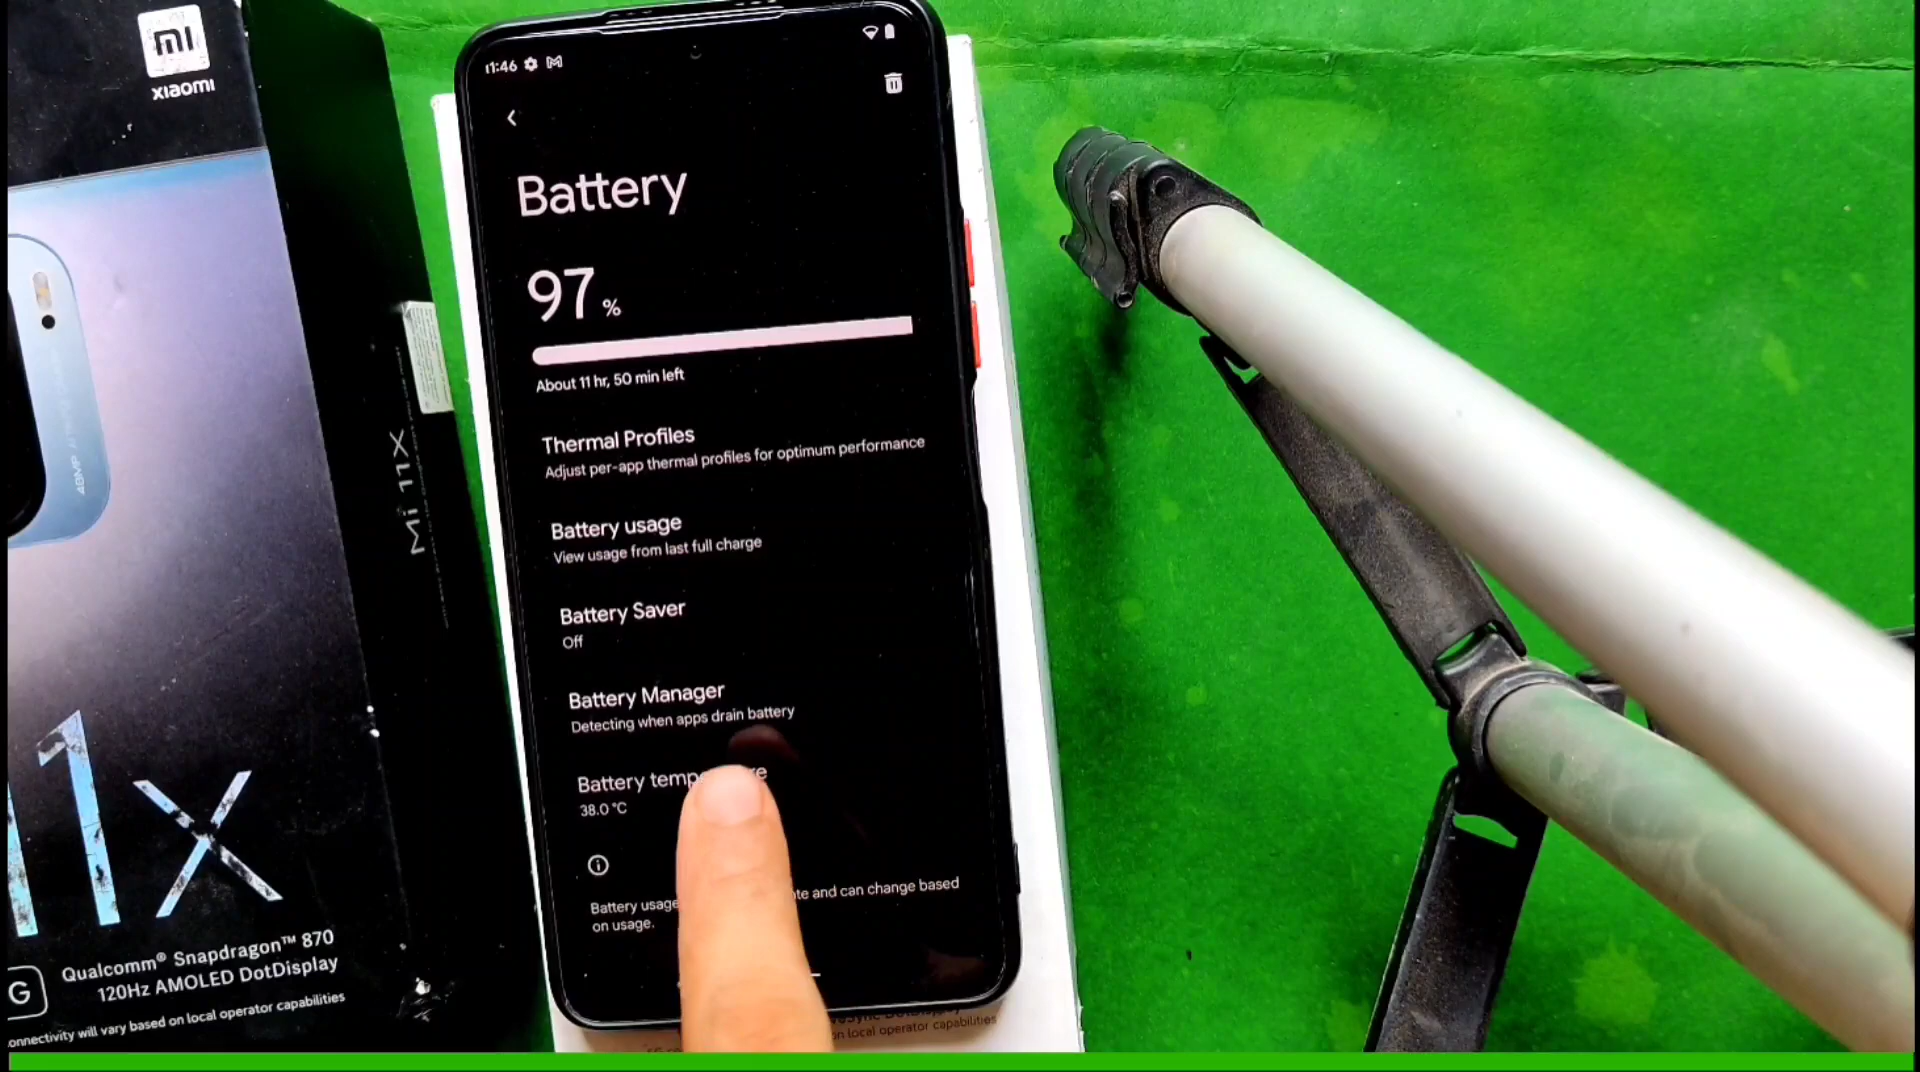 mi
xiaomi
48MP
Mi 11X
11x
G
Qualcomm® Snapdragon™ 870
120Hz AMOLED DotDisplay
onnectivity will vary based on local operator capabilities
11:46
Battery
97 %
About 11 hr, 50 min left
Thermal Profiles
Adjust per-app thermal profiles for optimum performance
Battery usage
View usage from last full charge
Battery Saver
Off
Battery Manager
Detecting when apps drain battery
Battery temp re
38.0 °C
Battery usage te and can change based
on usage.
on local operator capabilities